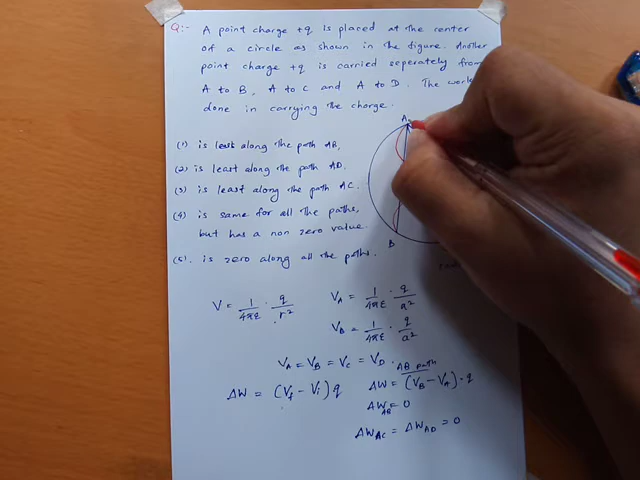 Q:- A point charge +q is placed at the center
of a circle as shown in the figure. Another
point charge +q is carried seperately from
A to B, A to C and A to D. The work
done in carrying the charge.
(1) is least along the path AB,
(2) is least along the path AD.
(3) is least along the path AC.
(4) is same for all the paths,
but has a non zero value.
(5). is zero along all the paths.
A
B
V = 1/4πε · q/r²
V_A = 1/4πε · q/a²
V_B = 1/4πε · q/a²
V_A = V_B = V_C = V_D .
AB path
ΔW = (V_f - V_i) q
ΔW = (V_B - V_A) · q
ΔW_AB = 0
ΔW_AC = ΔW_AD = 0